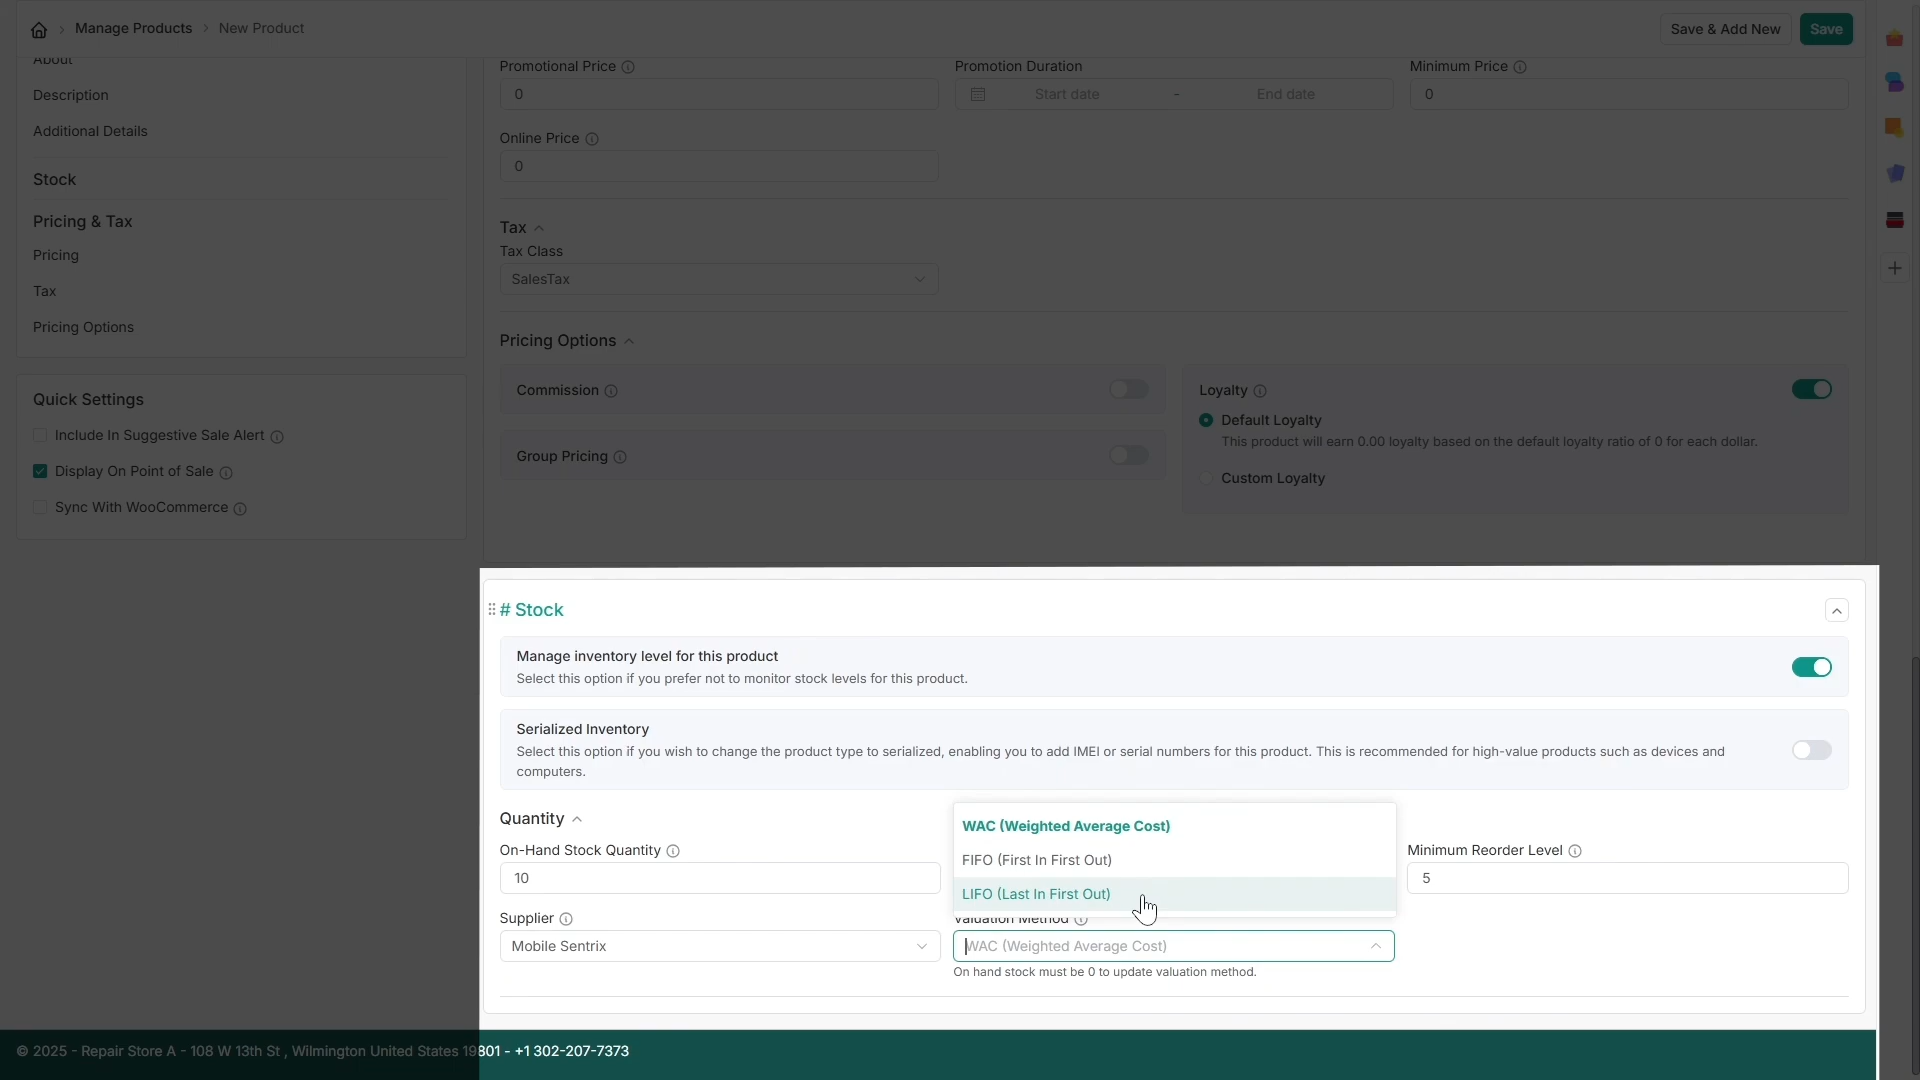 Manage Products
New Product
Save & Add New
Save
About
Description
Additional Details
Stock
Pricing & Tax
Pricing
Tax
Pricing Options
Quick Settings
Include In Suggestive Sale Alert
Display On Point of Sale
Sync With WooCommerce
Promotional Price
0
Promotion Duration
Start date - End date
Minimum Price
0
Online Price
0
Tax
Tax Class
SalesTax
Pricing Options
Commission
Group Pricing
Loyalty
Default Loyalty
This product will earn 0.00 loyalty based on the default loyalty ratio of 0 for each dollar.
Custom Loyalty
# Stock
Manage inventory level for this product
Select this option if you prefer not to monitor stock levels for this product.
Serialized Inventory
Select this option if you wish to change the product type to serialized, enabling you to add IMEI or serial numbers for this product. This is recommended for high-value products such as devices and
computers.
Quantity
On-Hand Stock Quantity
10
WAC (Weighted Average Cost)
FIFO (First In First Out)
LIFO (Last In First Out)
Minimum Reorder Level
5
Supplier
Mobile Sentrix
Valuation Method
WAC (Weighted Average Cost)
On hand stock must be 0 to update valuation method.
© 2025 - Repair Store A - 108 W 13th St , Wilmington United States 19801 - +1 302-207-7373